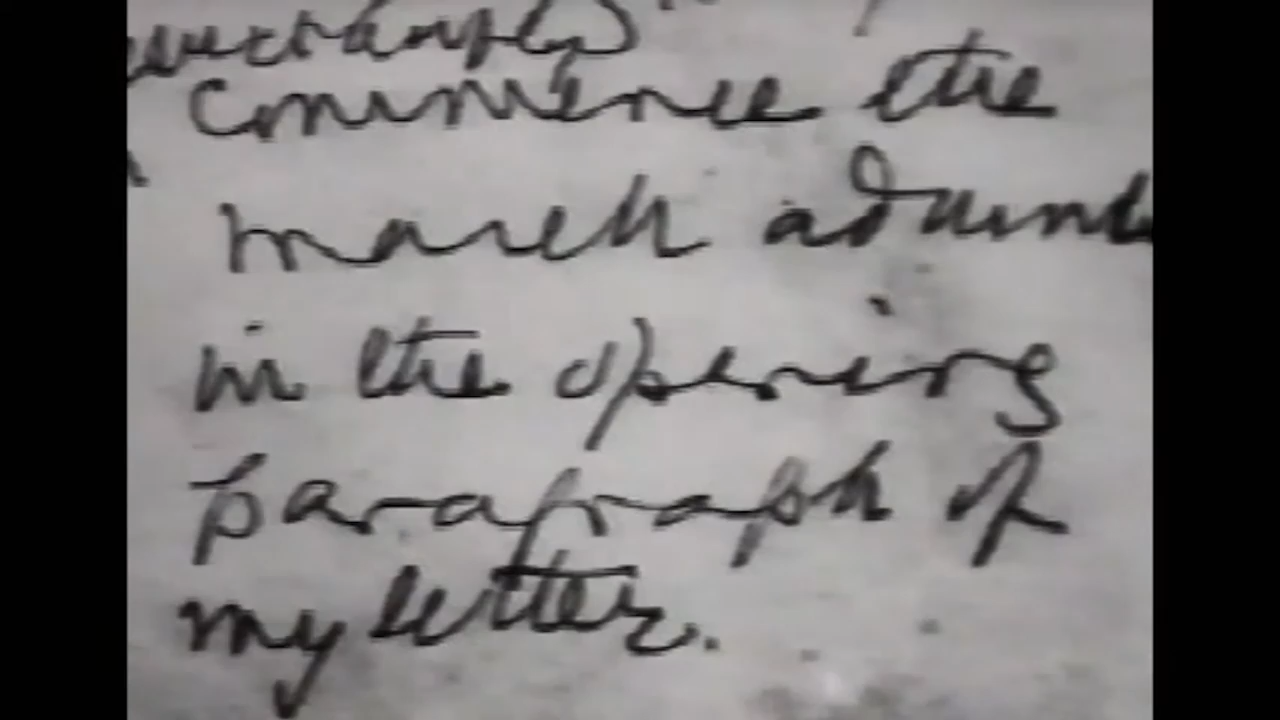 Commence the
march
in the opening
paragraph of
my letter.